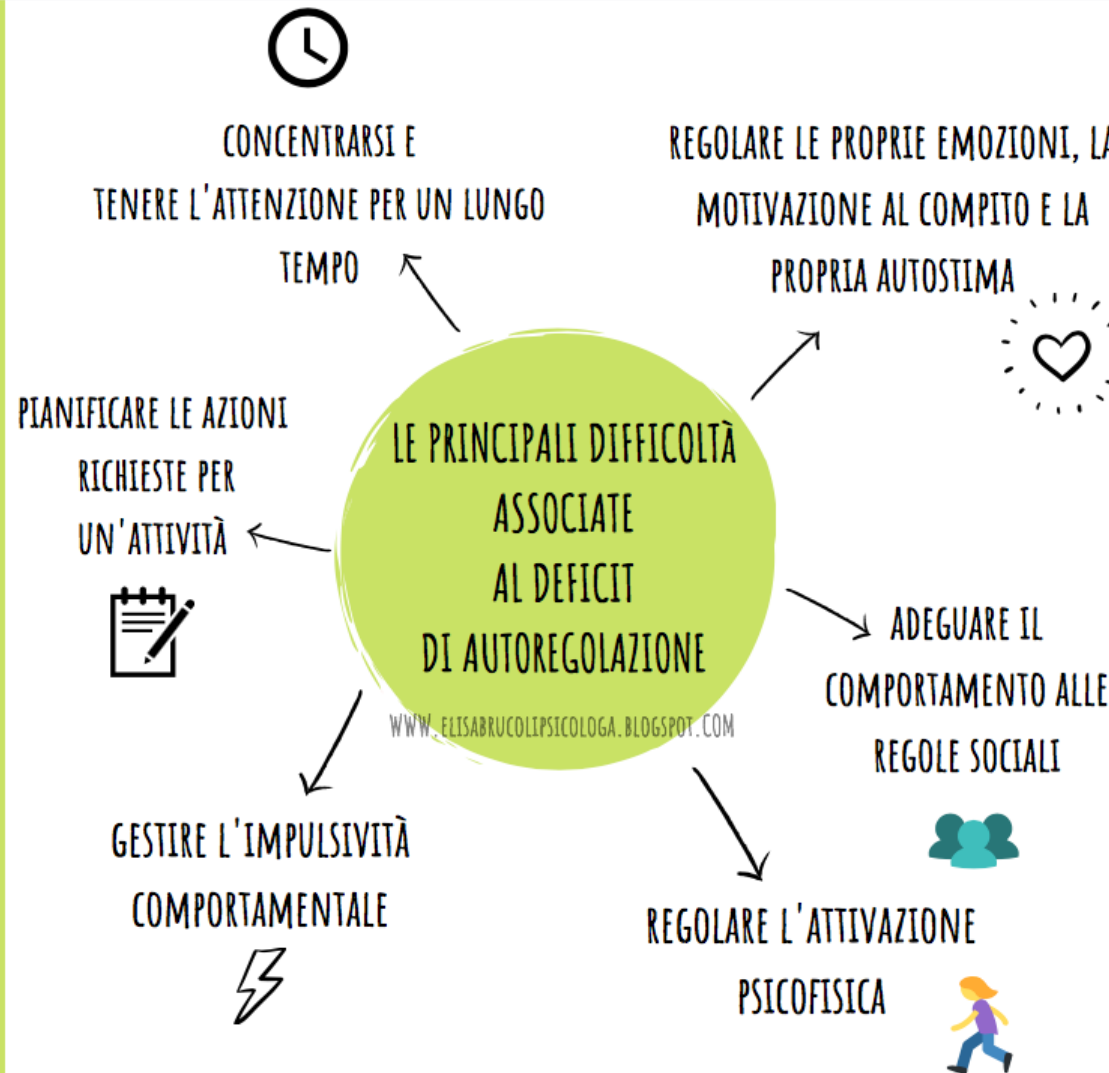 CONCENTRARSI E
TENERE L'ATTENZIONE PER UN LUNGO
TEMPO
REGOLARE LE PROPRIE EMOZIONI, LA
MOTIVAZIONE AL COMPITO E LA
PROPRIA AUTOSTIMA
PIANIFICARE LE AZIONI
RICHIESTE PER
UN'ATTIVITÀ
LE PRINCIPALI DIFFICOLTÀ
ASSOCIATE
AL DEFICIT
DI AUTOREGOLAZIONE
WWW.ELISABRUCOLIPSICOLOGA.BLOGSPOT.COM
ADEGUARE IL
COMPORTAMENTO ALLE
REGOLE SOCIALI
GESTIRE L'IMPULSIVITÀ
COMPORTAMENTALE
REGOLARE L'ATTIVAZIONE
PSICOFISICA